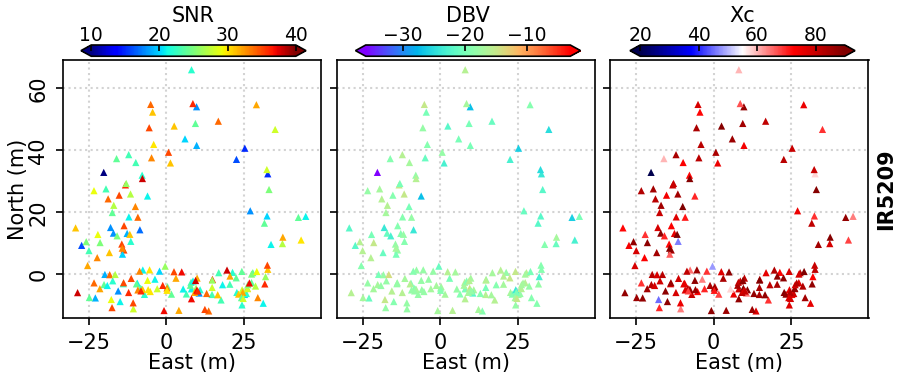 SNR DBV Xc
10 20 30 40 −30 −20 −10 20 40 60 80
North (m)
60
40
20
0
IR5209
−25 0 25 −25 0 25 −25 0 25
East (m) East (m) East (m)